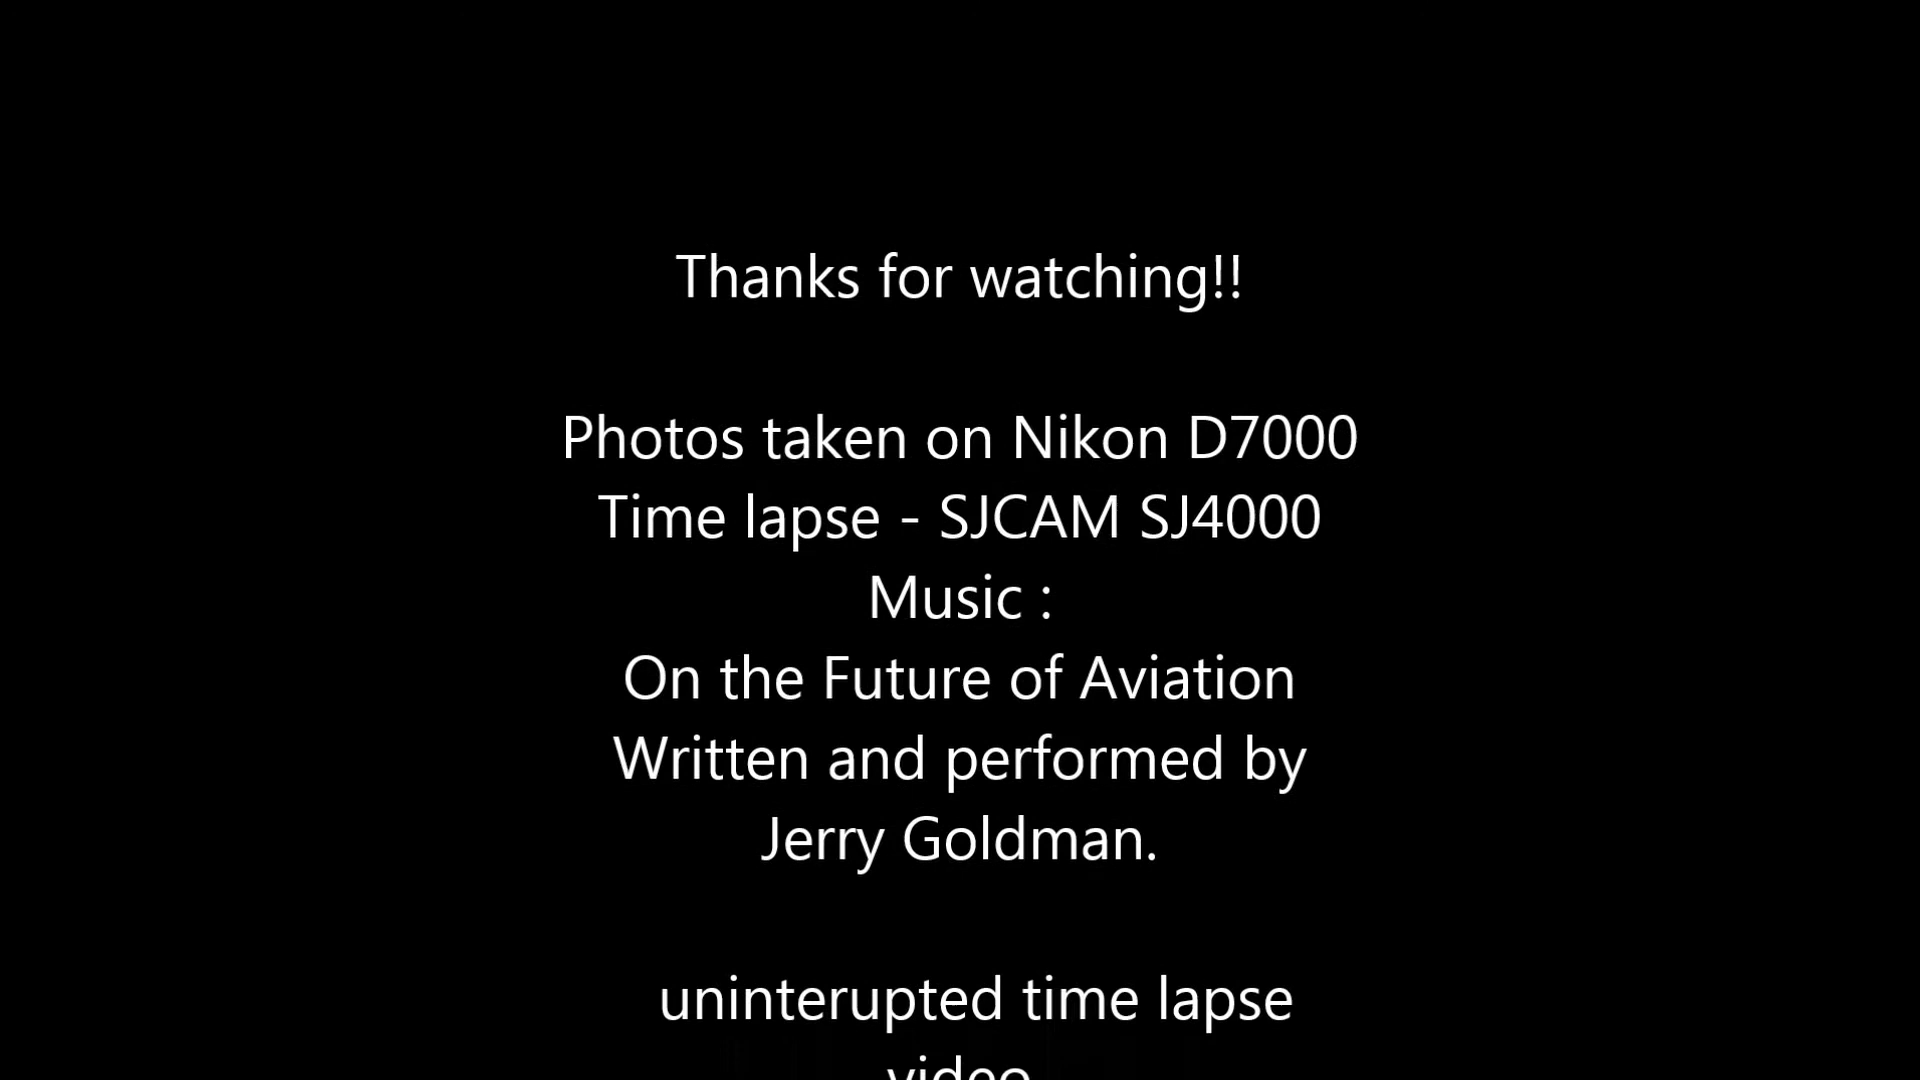 Thanks for watching!!
Photos taken on Nikon D7000
Time lapse - SJCAM SJ4000
Music :
On the Future of Aviation
Written and performed by
Jerry Goldman.
uninterupted time lapse
video